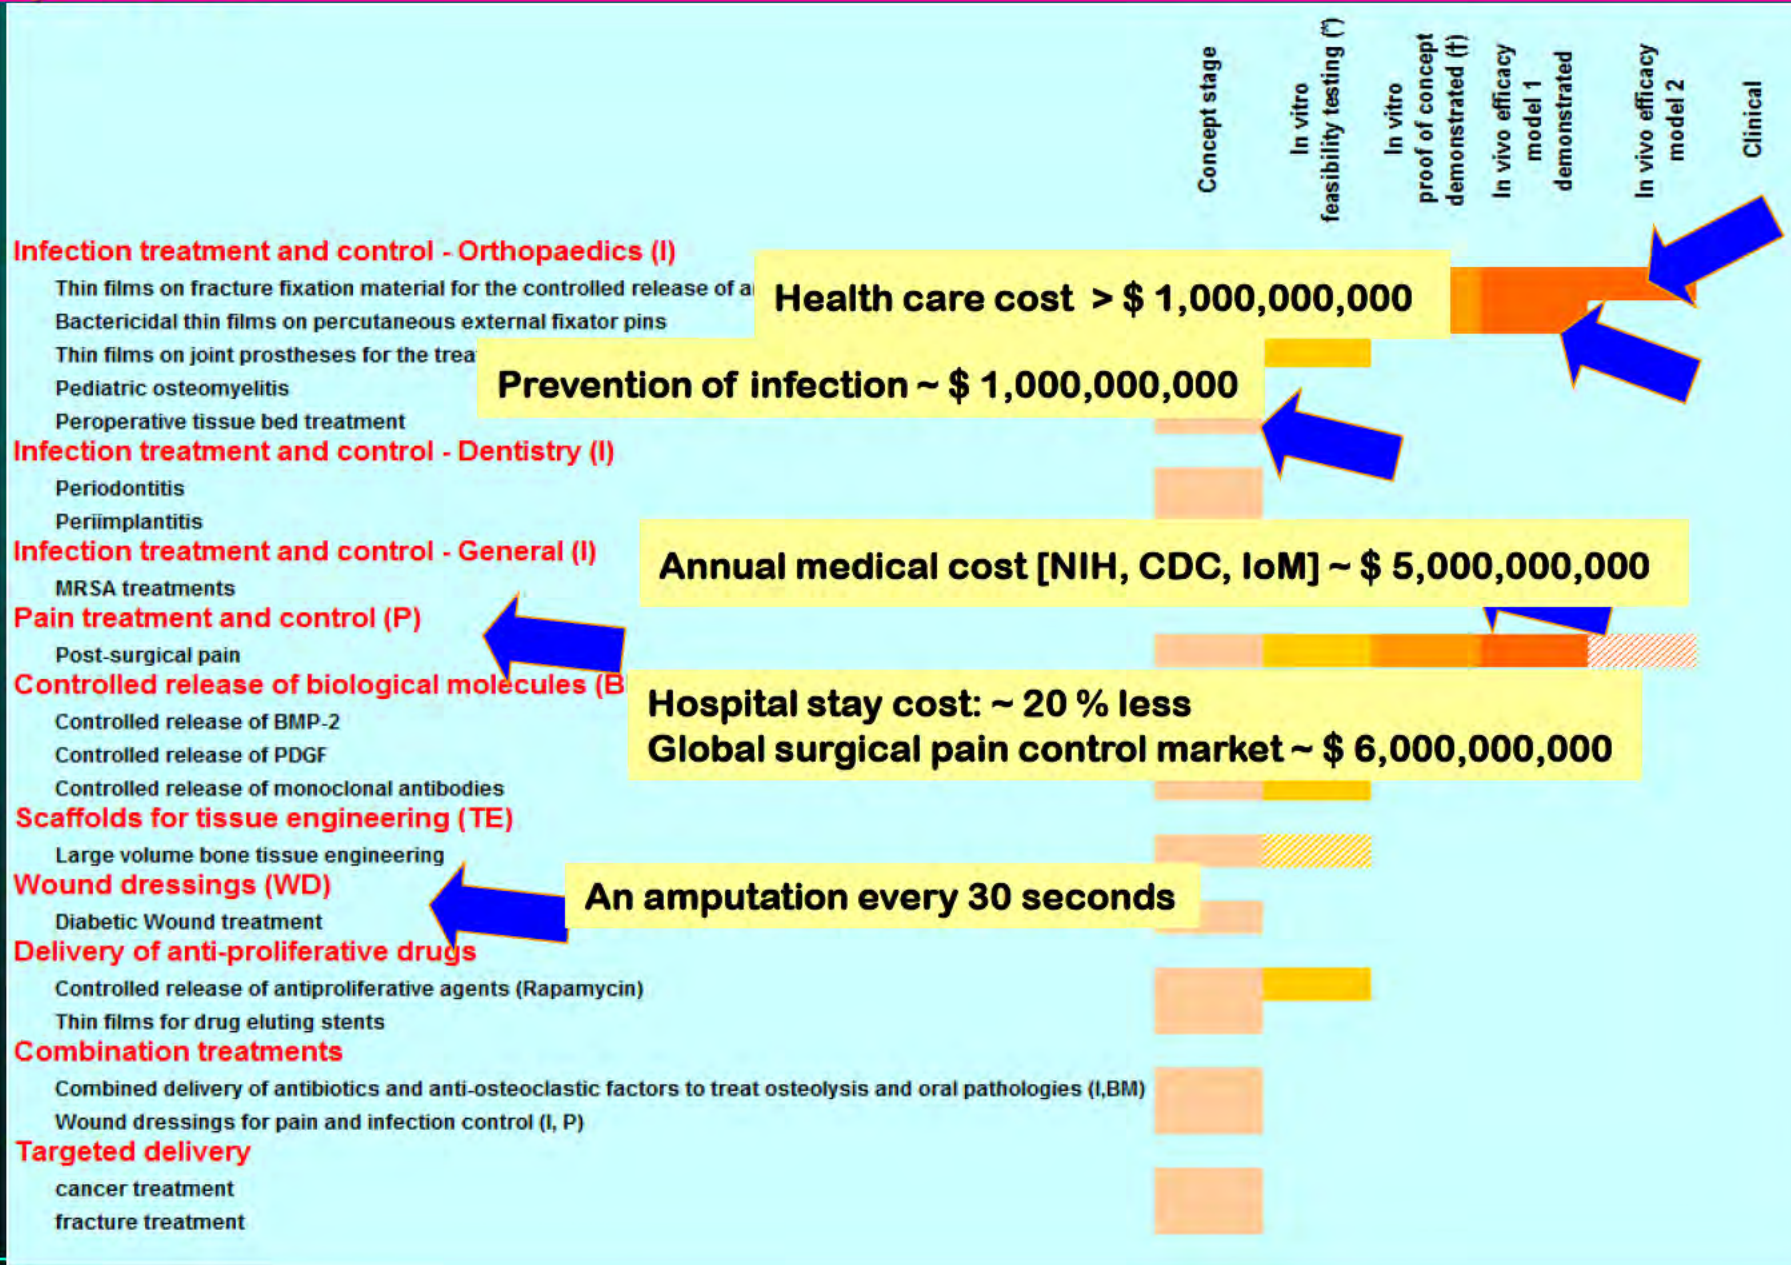 Concept stage
In vitro
feasibility testing (*)
In vitro
proof of concept
demonstrated (†)
In vivo efficacy
model 1
demonstrated
In vivo efficacy
model 2
Clinical
Infection treatment and control - Orthopaedics (I)
Thin films on fracture fixation material for the controlled release of
Health care cost > $ 1,000,000,000
Bactericidal thin films on percutaneous external fixator pins
Thin films on joint prostheses for the
Prevention of infection ~ $ 1,000,000,000
Pediatric osteomyelitis
Peroperative tissue bed treatment
Infection treatment and control - Dentistry (I)
Periodontitis
Periimplantitis
Infection treatment and control - General (I)
Annual medical cost [NIH, CDC, IoM] ~ $ 5,000,000,000
MRSA treatments
Pain treatment and control (P)
Post-surgical pain
Controlled release of biological molecules (B
Hospital stay cost: ~ 20 % less
Global surgical pain control market ~ $ 6,000,000,000
Controlled release of BMP-2
Controlled release of PDGF
Controlled release of monoclonal antibodies
Scaffolds for tissue engineering (TE)
Large volume bone tissue engineering
Wound dressings (WD)
An amputation every 30 seconds
Diabetic Wound treatment
Delivery of anti-proliferative drugs
Controlled release of antiproliferative agents (Rapamycin)
Thin films for drug eluting stents
Combination treatments
Combined delivery of antibiotics and anti-osteoclastic factors to treat osteolysis and oral pathologies (I,BM)
Wound dressings for pain and infection control (I, P)
Targeted delivery
cancer treatment
fracture treatment